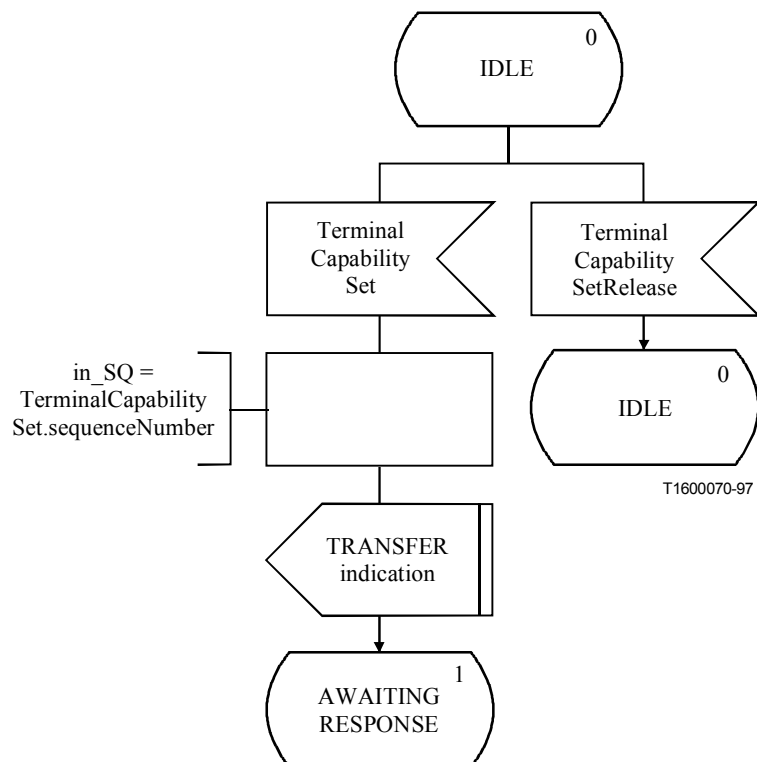 0
IDLE
Terminal
Capability
Set
Terminal
Capability
SetRelease
in_SQ =
TerminalCapability
Set.sequenceNumber
0
IDLE
T1600070-97
TRANSFER
indication
1
AWAITING
RESPONSE